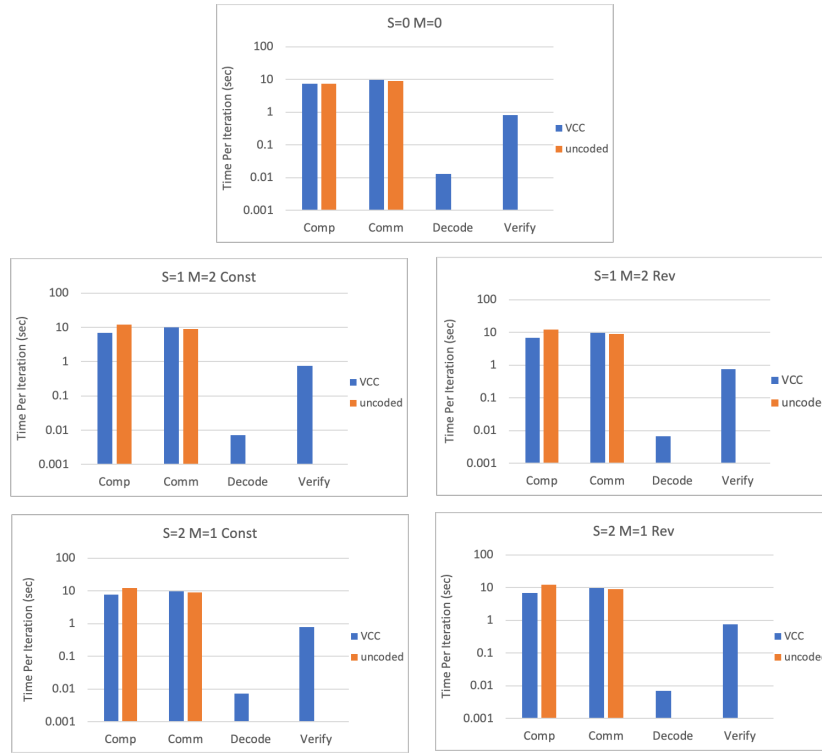 S=0 M=0
Time Per Iteration (sec)
100
10
1
0.1
0.01
0.001
Comp Comm Decode Verify
VCC
uncoded
S=1 M=2 Const
Time Per Iteration (sec)
100
10
1
0.1
0.01
0.001
Comp Comm Decode Verify
VCC
uncoded
S=1 M=2 Rev
Time Per Iteration (sec)
100
10
1
0.1
0.01
0.001
Comp Comm Decode Verify
VCC
uncoded
S=2 M=1 Const
Time Per Iteration (sec)
100
10
1
0.1
0.01
0.001
Comp Comm Decode Verify
VCC
uncoded
S=2 M=1 Rev
Time Per Iteration (sec)
100
10
1
0.1
0.01
0.001
Comp Comm Decode Verify
VCC
uncoded